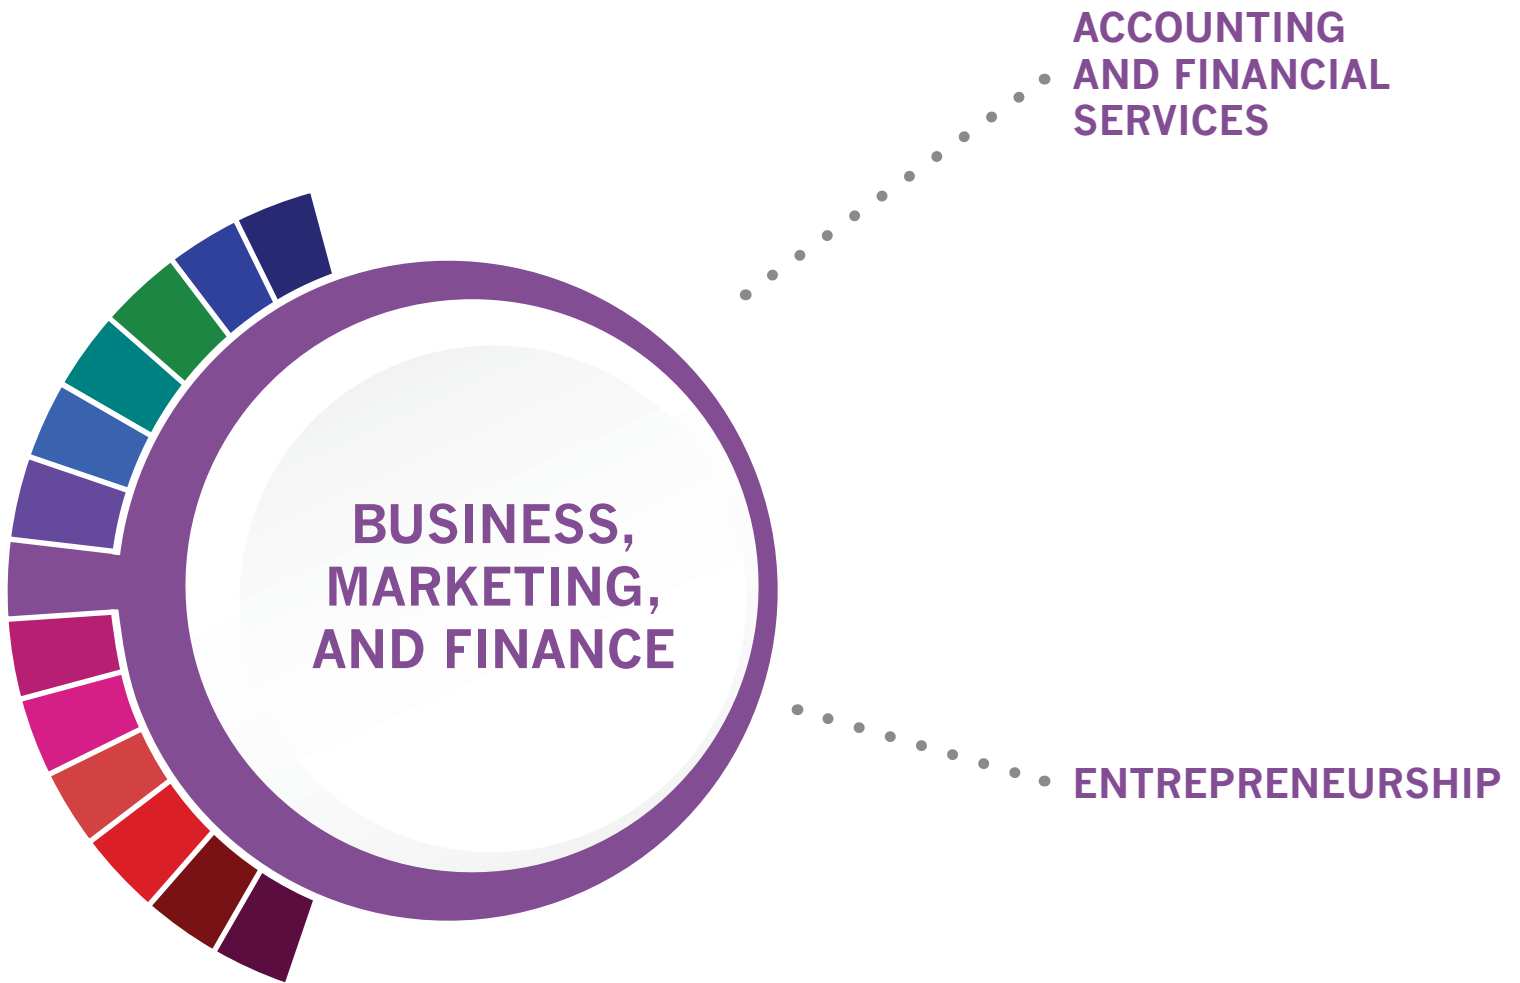 ACCOUNTING
AND FINANCIAL
SERVICES
BUSINESS,
MARKETING,
AND FINANCE
ENTREPRENEURSHIP